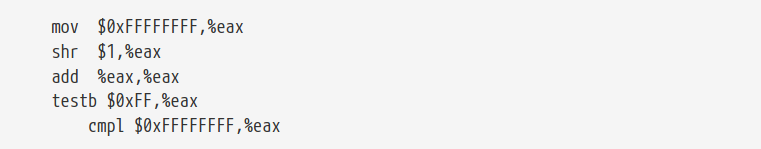 mov  $0xFFFFFFFF,%eax
shr  $1,%eax
add  %eax,%eax
testb $0xFF,%eax
    cmpl $0xFFFFFFFF,%eax